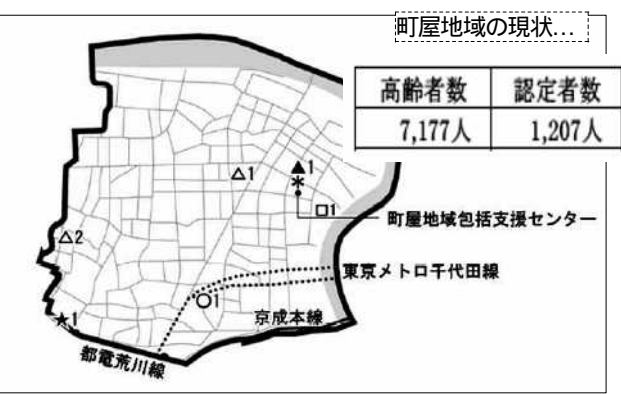 町屋地域の現状…
高齢者数 認定者数
7,177人 1,207人
△1
▲1
*
□1
町屋地域包括支援センター
△2
東京メトロ千代田線
○1
京成本線
★1
都電荒川線